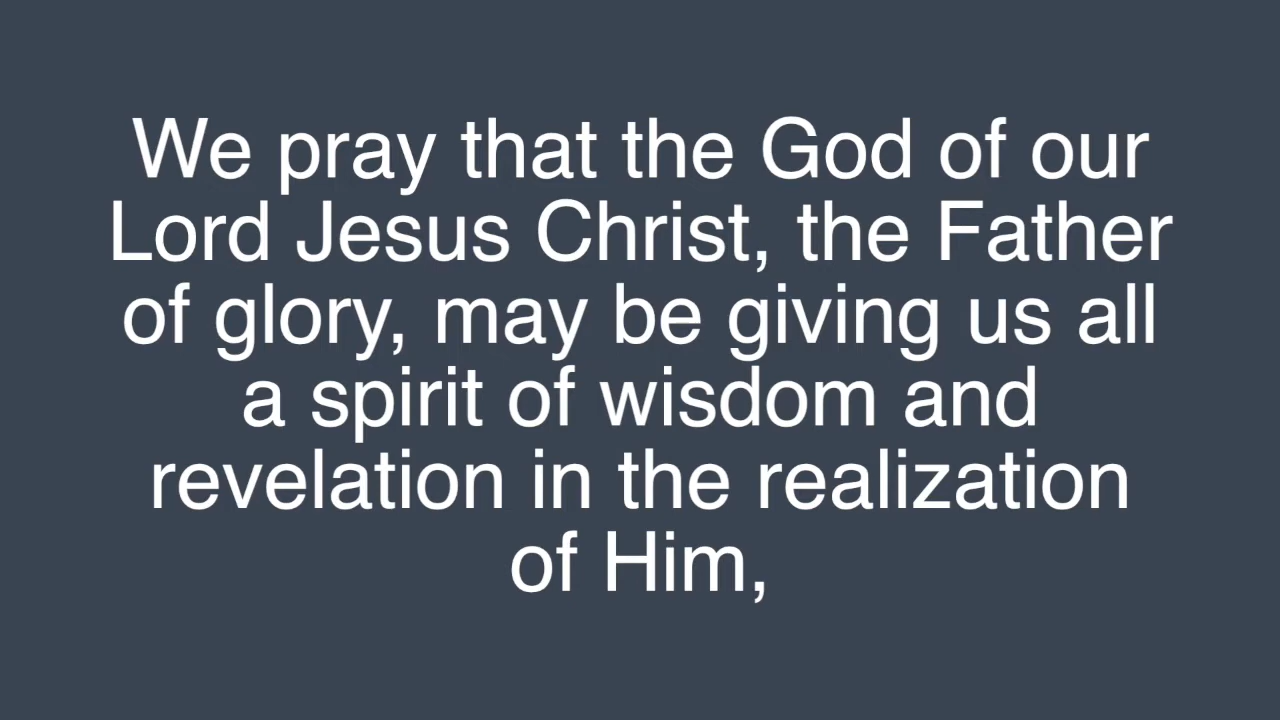 We pray that the God of our
Lord Jesus Christ, the Father
of glory, may be giving us all
a spirit of wisdom and
revelation in the realization
of Him,